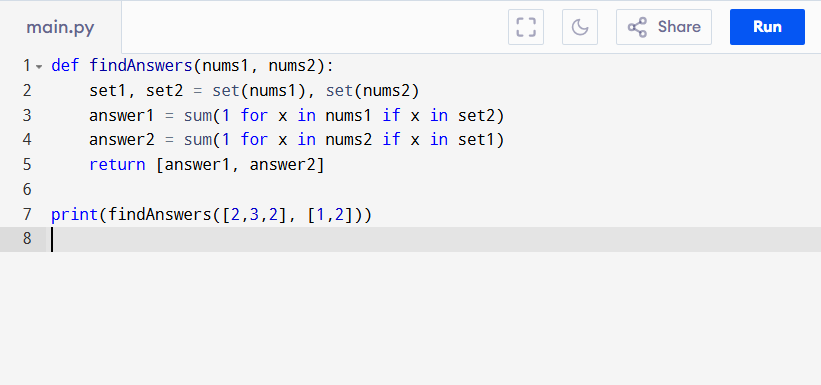 main.py Share Run
1 def findAnswers(nums1, nums2):
2     set1, set2 = set(nums1), set(nums2)
3     answer1 = sum(1 for x in nums1 if x in set2)
4     answer2 = sum(1 for x in nums2 if x in set1)
5     return [answer1, answer2]
6
7 print(findAnswers([2,3,2], [1,2]))
8